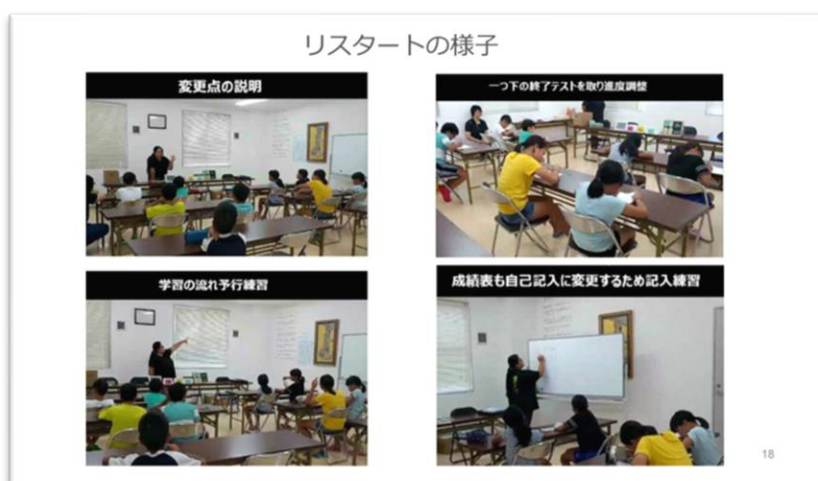 リスタートの様子
変更点の説明
一つ下の終了テストを取り進度調整
学習の流れ予行練習
成績表も自己記入に変更するため記入練習
18